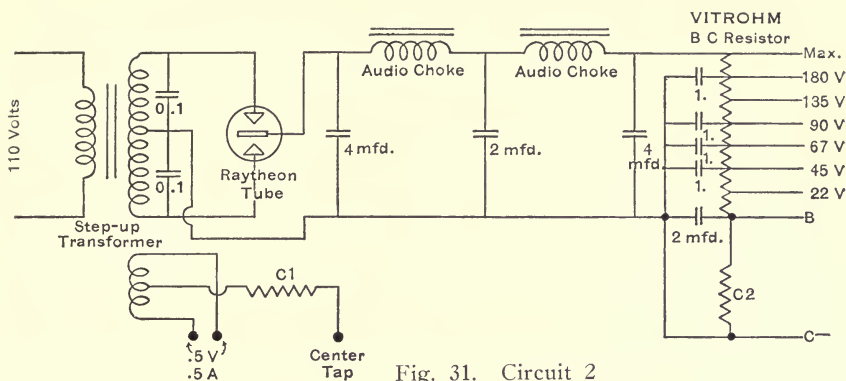 VITROHM
B C Resistor
Audio Choke
Audio Choke
Max.
180 V
135 V
90 V
67 V
45 V
22 V
B
C—
110 Volts
0.1
0.1
Step-up
Transformer
Raytheon
Tube
4 mfd.
2 mfd.
4
mfd.
1.
1.
1.
1.
2 mfd.
C2
C1
.5 V
.5 A
Center
Tap
Fig. 31. Circuit 2